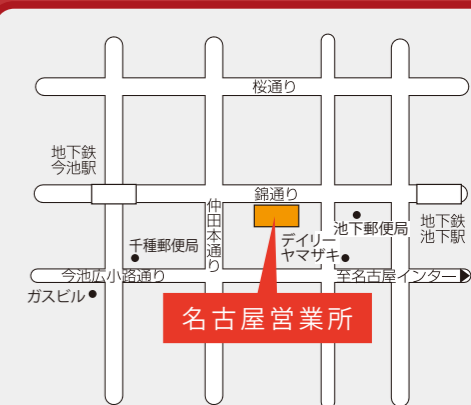 桜通り
地下鉄
今池駅
錦通り
仲田本通り
池下郵便局
地下鉄
池下駅
千種郵便局
デイリー
ヤマザキ
今池広小路通り
至名古屋インター
ガスビル
名古屋営業所